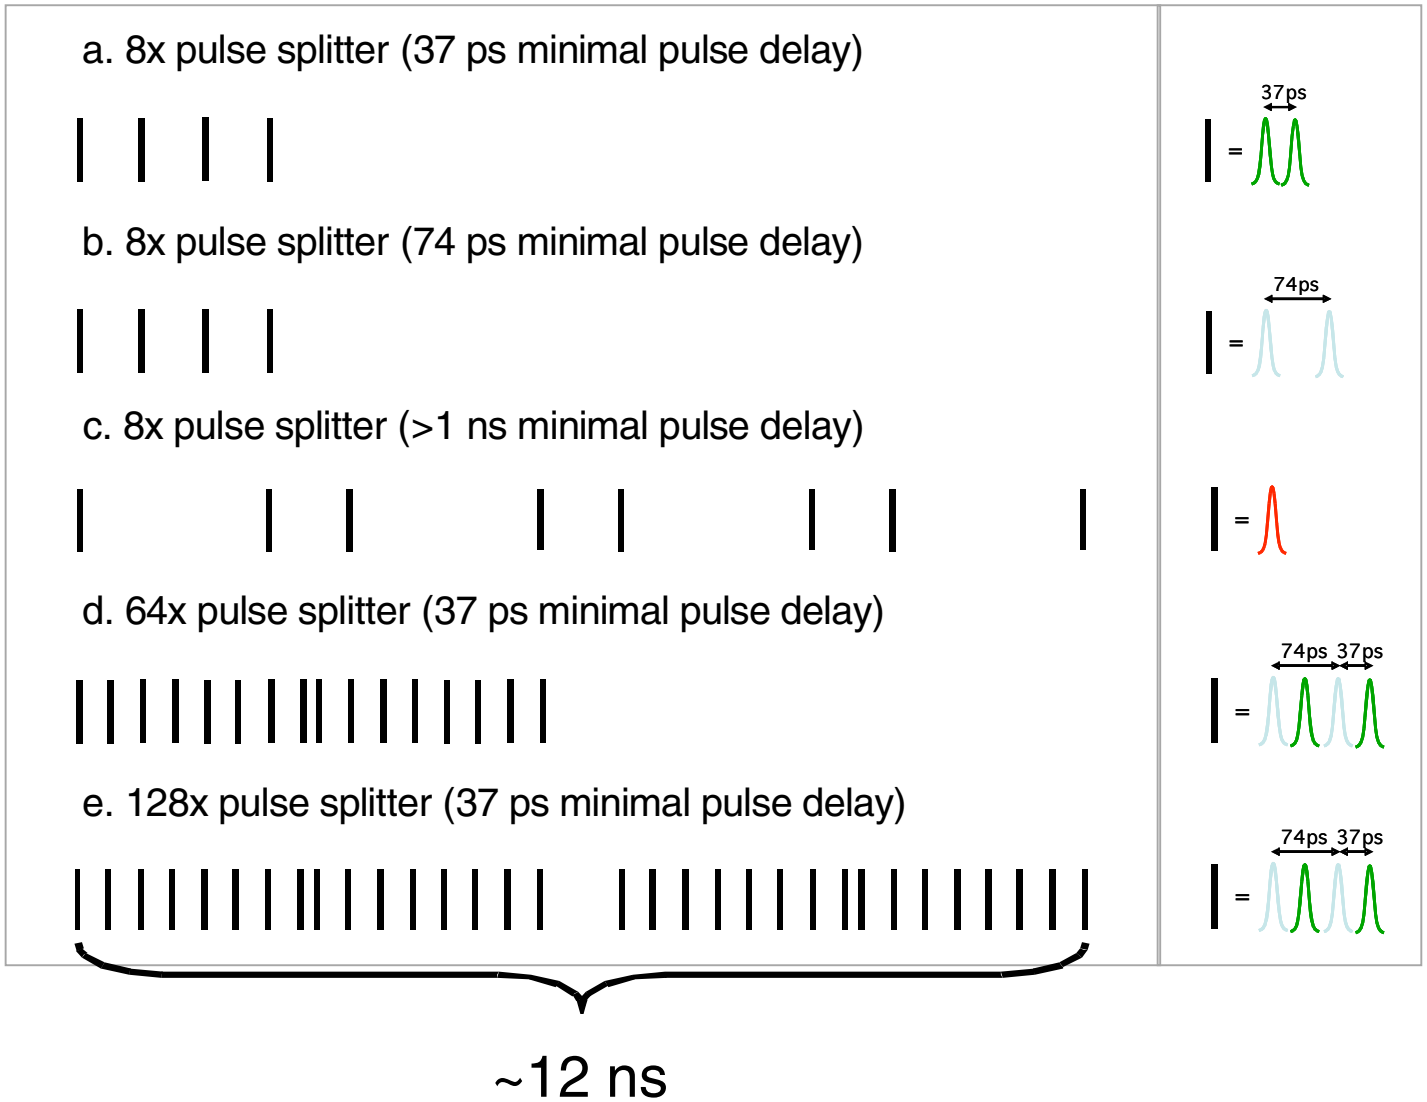 a. 8x pulse splitter (37 ps minimal pulse delay)
37ps
=
b. 8x pulse splitter (74 ps minimal pulse delay)
74ps
=
c. 8x pulse splitter (>1 ns minimal pulse delay)
=
d. 64x pulse splitter (37 ps minimal pulse delay)
74ps 37ps
=
e. 128x pulse splitter (37 ps minimal pulse delay)
74ps 37ps
=
~12 ns